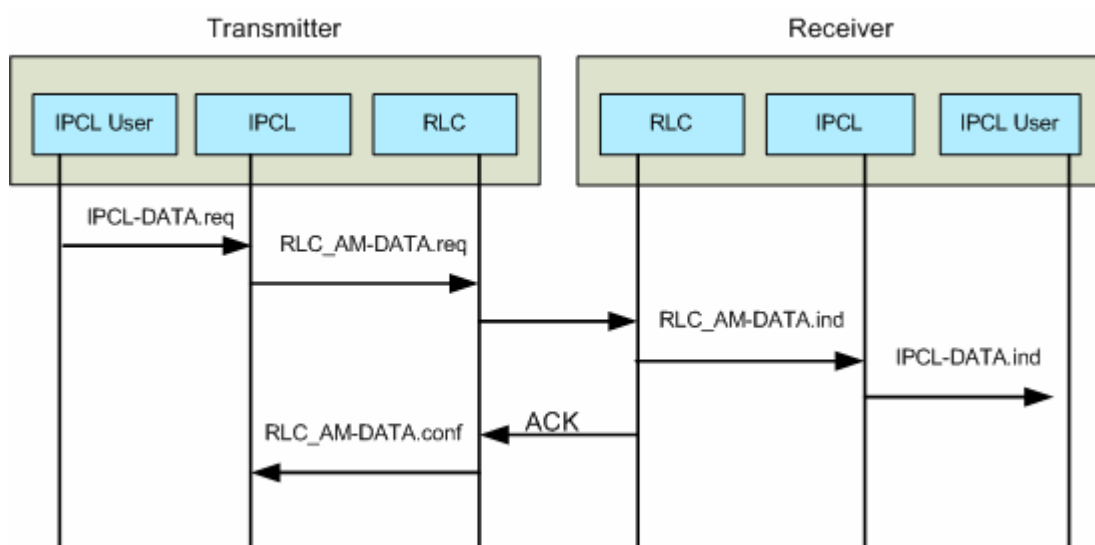 Transmitter
Receiver
IPCL User
IPCL
RLC
RLC
IPCL
IPCL User
IPCL-DATA.req
RLC_AM-DATA.req
RLC_AM-DATA.ind
IPCL-DATA.ind
ACK
RLC_AM-DATA.conf